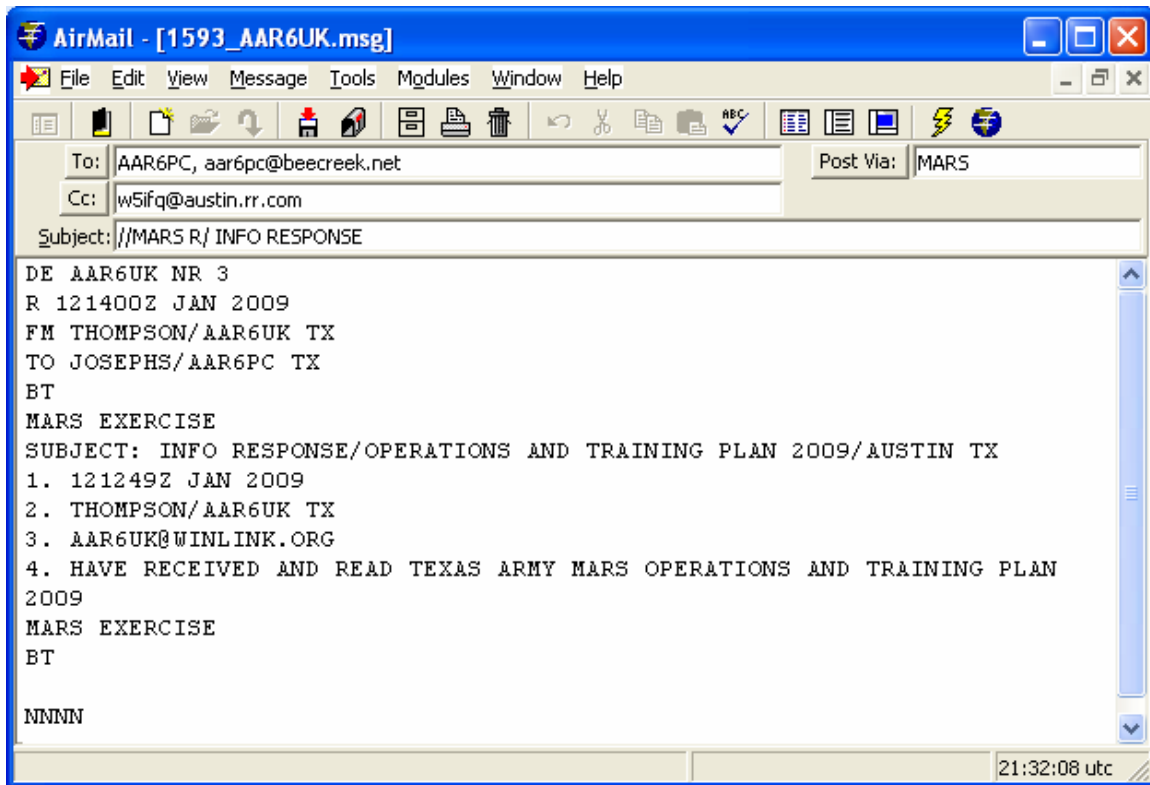 AirMail - [1593_AAR6UK.msg]
File Edit View Message Tools Modules Window Help
ABC
To: AAR6PC, aar6pc@beecreek.net Post Via: MARS
Cc: w5ifq@austin.rr.com
Subject: //MARS R/ INFO RESPONSE
DE AAR6UK NR 3
R 121400Z JAN 2009
FM THOMPSON/AAR6UK TX
TO JOSEPHS/AAR6PC TX
BT
MARS EXERCISE
SUBJECT: INFO RESPONSE/OPERATIONS AND TRAINING PLAN 2009/AUSTIN TX
1. 121249Z JAN 2009
2. THOMPSON/AAR6UK TX
3. AAR6UK@WINLINK.ORG
4. HAVE RECEIVED AND READ TEXAS ARMY MARS OPERATIONS AND TRAINING PLAN
2009
MARS EXERCISE
BT
NNNN
21:32:08 utc